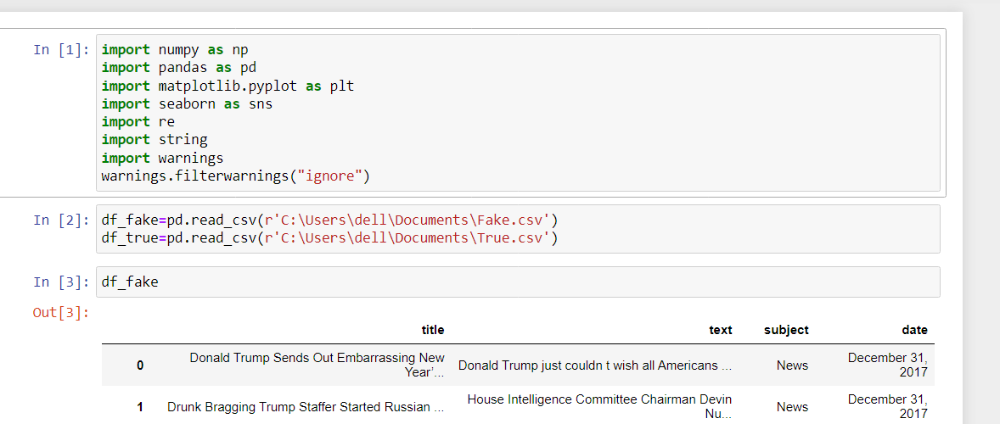 In [1]: import numpy as np
import pandas as pd
import matplotlib.pyplot as plt
import seaborn as sns
import re
import string
import warnings
warnings.filterwarnings("ignore")
In [2]: df_fake=pd.read_csv(r'C:\Users\dell\Documents\Fake.csv')
df_true=pd.read_csv(r'C:\Users\dell\Documents\True.csv')
In [3]: df_fake
Out[3]:
title text subject date
0 Donald Trump Sends Out Embarrassing New Year’... Donald Trump just couldn t wish all Americans ... News December 31, 2017
1 Drunk Bragging Trump Staffer Started Russian ... House Intelligence Committee Chairman Devin Nu... News December 31, 2017